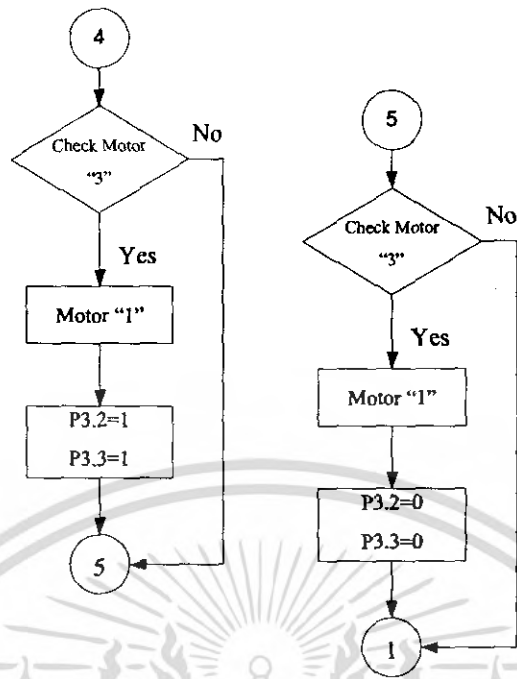 4
Check Motor
No
“3”
Yes
Motor “1”
P3.2=1
P3.3=1
5
5
Check Motor
No
“3”
Yes
Motor “1”
P3.2=0
P3.3=0
1